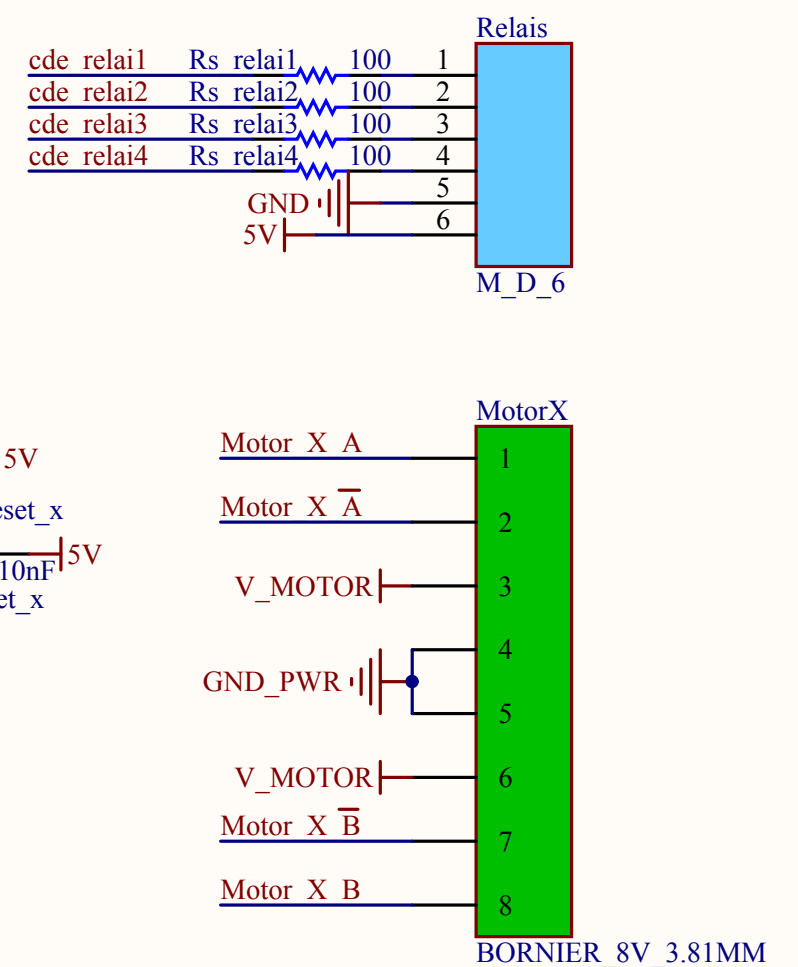 Relais
cde_relai1 Rs_relai1 100 1
cde_relai2 Rs_relai2 100 2
cde_relai3 Rs_relai3 100 3
cde_relai4 Rs_relai4 100 4
GND 5
5V 6
M_D_6
MotorX
Motor_X_A 1
5V
Motor_X_A̅ 2
eset_x
5V
10nF
et_x
V_MOTOR 3
4
GND_PWR
5
V_MOTOR 6
Motor_X_B̅ 7
Motor_X_B 8
BORNIER_8V_3.81MM